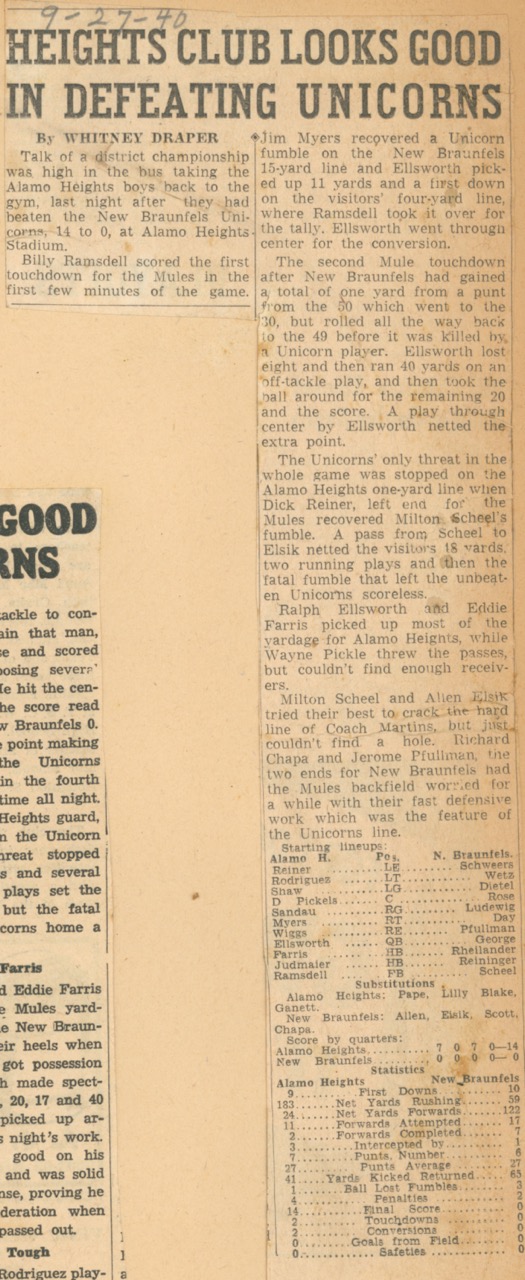 9-27-40
HEIGHTS CLUB LOOKS GOOD
IN DEFEATING UNICORNS
By WHITNEY DRAPER
Talk of a district championship
was high in the bus taking the
Alamo Heights boys back to the
gym, last night after they had
beaten the New Braunfels Uni-
corns, 14 to 0, at Alamo Heights
Stadium.
Billy Ramsdell scored the first
touchdown for the Mules in the
first few minutes of the game.
Jim Myers recovered a Unicorn
fumble on the New Braunfels
15-yard line and Ellsworth pick-
ed up 11 yards and a first down
on the visitors' four-yard line,
where Ramsdell took it over for
the tally. Ellsworth went through
center for the conversion.
The second Mule touchdown
after New Braunfels had gained
a total of one yard from a punt
from the 50 which went to the
30, but rolled all the way back
to the 49 before it was killed by
a Unicorn player. Ellsworth lost
eight and then ran 40 yards on an
off-tackle play, and then took the
ball around for the remaining 20
and the score. A play through
center by Ellsworth netted the
extra point.
The Unicorns' only threat in the
whole game was stopped on the
Alamo Heights one-yard line when
Dick Reiner, left end for the
Mules recovered Milton Scheel's
fumble. A pass from Scheel to
Elsik netted the visitors 18 yards,
two running plays and then the
fatal fumble that left the unbeat-
en Unicorns scoreless.
Ralph Ellsworth and Eddie
Farris picked up most of the
yardage for Alamo Heights, while
Wayne Pickle threw the passes,
but couldn't find enough receiv-
ers.
Milton Scheel and Allen Elsik
tried their best to crack the hard
line of Coach Martins, but just
couldn't find a hole. Richard
Chapa and Jerome Pfullman, the
two ends for New Braunfels had
the Mules backfield worried for
a while with their fast defensive
work which was the feature of
the Unicorns line.
Starting lineups:
Alamo H. Pos. N. Braunfels.
Reiner ........LE........ Schweers
Rodriguez ......LT........ Wetz
Shaw ........LG........ Dietel
D Pickels ........C........ Rose
Sandau ........RG........ Ludewig
Myers ........RT........ Day
Wiggs ........RE........ Pfullman
Ellsworth ........QB........ George
Farris ........HB........ Rheilander
Judmaier ........HB........ Reininger
Ramsdell ........FB........ Scheel
Substitutions
Alamo Heights: Pape, Lilly Blake,
Ganett.
New Braunfels: Allen, Elsik, Scott,
Chapa.
Score by quarters:
Alamo Heights.......... 7 0 7 0—14
New Braunfels .......... 0 0 0 0— 0
Statistics
Alamo Heights New Braunfels
9........ First Downs ........ 10
183...... Net Yards Rushing ...... 59
24...... Net Yards Forwards ...... 122
11...... Forwards Attempted ...... 17
2...... Forwards Completed ...... 7
3...... Intercepted by ...... 1
7...... Punts, Number ...... 6
27...... Punts Average ...... 27
41.... Yards Kicked Returned .... 65
1.... Ball Lost Fumbles .... 3
4...... Penalties ...... 2
14...... Final Score ...... 0
2...... Touchdowns ...... 0
2...... Conversions ...... 0
0.... Goals from Field .... 0
0...... Safeties ...... 0
GOOD
RNS
tackle to con-
ain that man,
se and scored
posing severa'
He hit the cen-
he score read
w Braunfels 0.
e point making
the Unicorns
in the fourth
time all night.
Heights guard,
n the Unicorn
hreat stopped
s and several
plays set the
but the fatal
corns home a
Farris
d Eddie Farris
e Mules yard-
e New Braun-
eir heels when
got possession
h made spect-
, 20, 17 and 40
picked up ar-
s night's work.
good on his
and was solid
nse, proving he
deration when
passed out.
Tough
Rodriguez play-